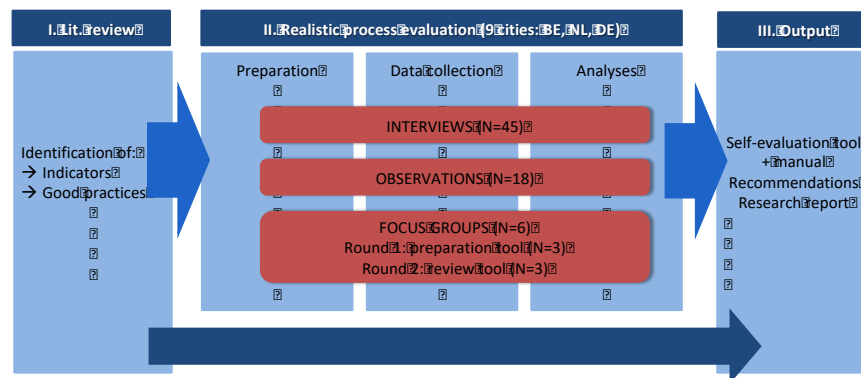 I. Lit. review
II. Realistic process evaluation (9 cities: BE, NL, DE)
III. Output
Identification of:
→ Indicators
→ Good practices
Preparation
Data collection
Analyses
INTERVIEWS (N=45)
OBSERVATIONS (N=18)
FOCUS GROUPS (N=6)
Round 1: preparation tool (N=3)
Round 2: review tool (N=3)
Self-evaluation tool
+ manual
Recommendations
Research report